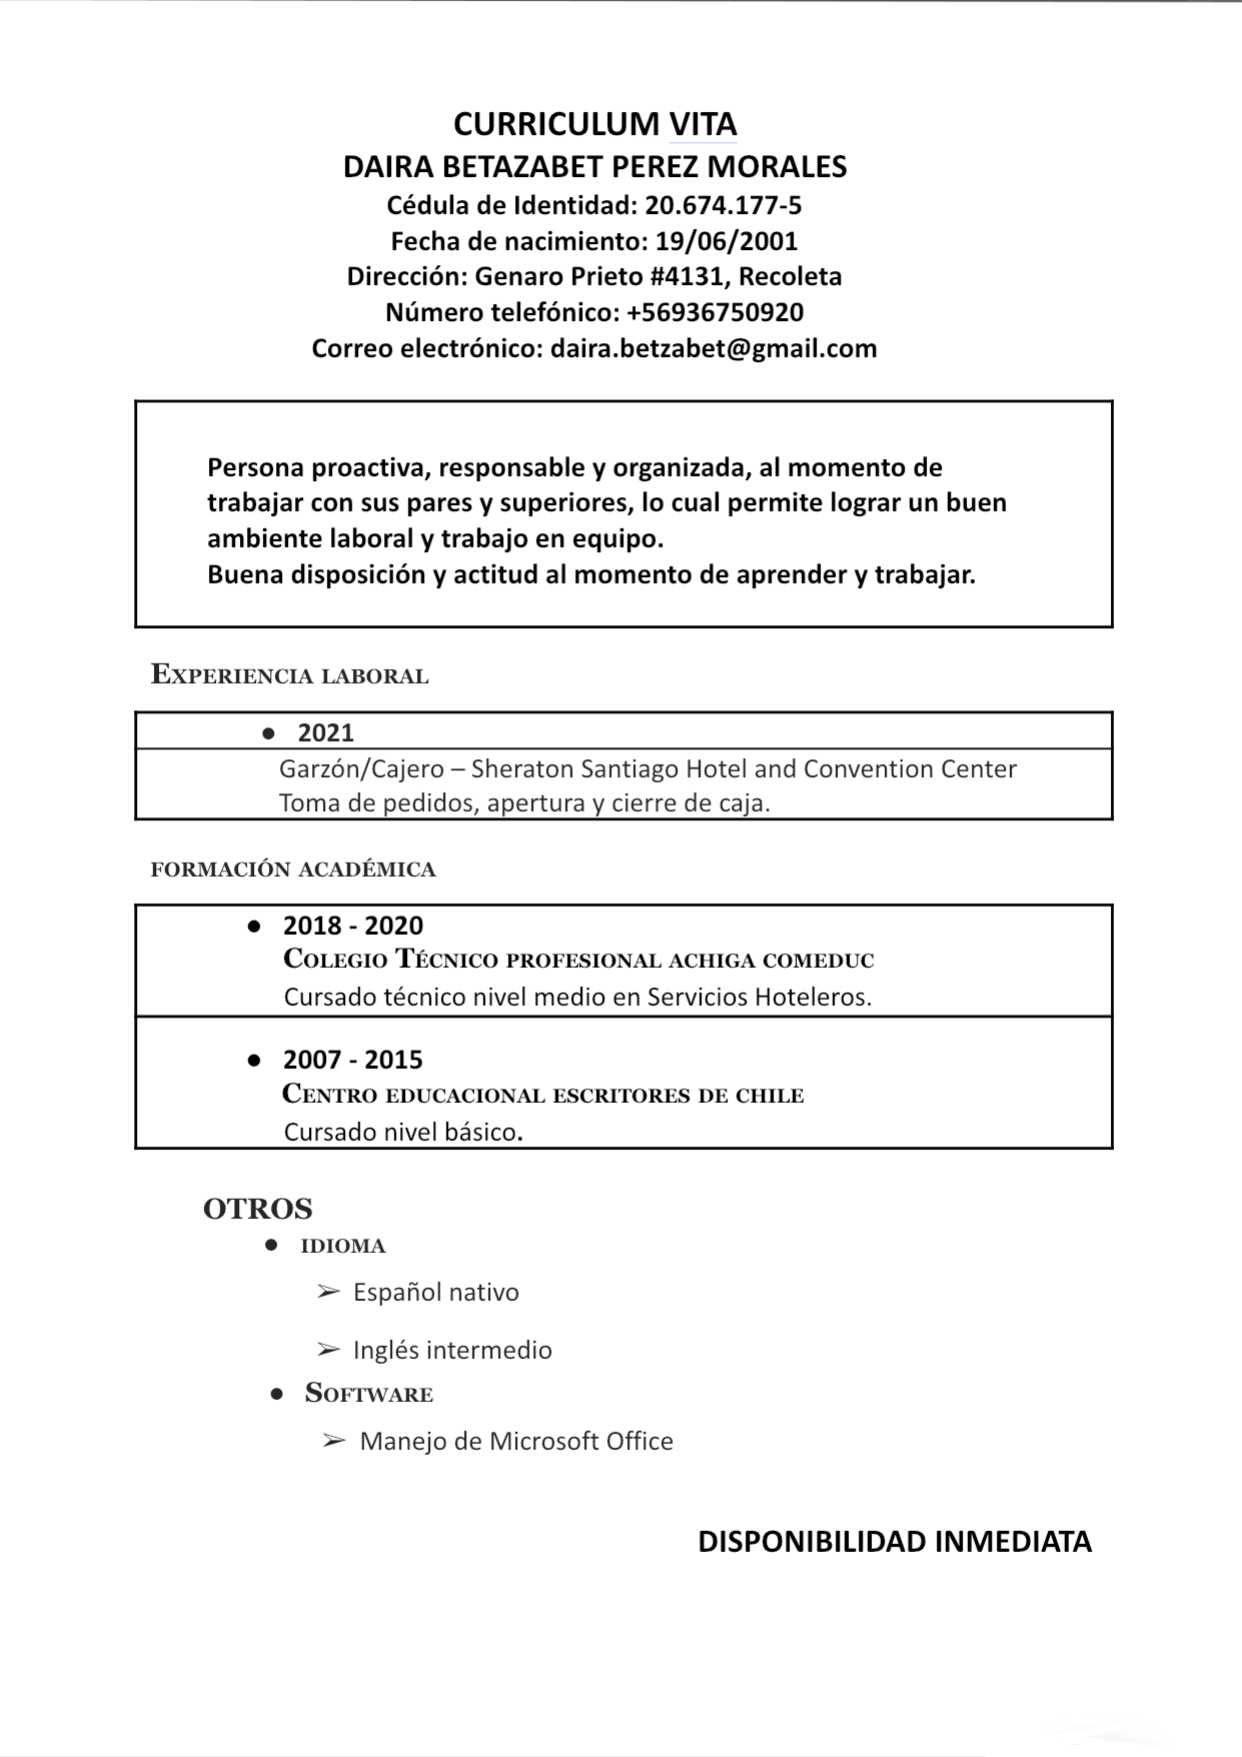 CURRICULUM VITA
DAIRA BETAZABET PEREZ MORALES
Cédula de Identidad: 20.674.177-5
Fecha de nacimiento: 19/06/2001
Dirección: Genaro Prieto #4131, Recoleta
Número telefónico: +56936750920
Correo electrónico: daira.betzabet@gmail.com
Persona proactiva, responsable y organizada, al momento de
trabajar con sus pares y superiores, lo cual permite lograr un buen
ambiente laboral y trabajo en equipo.
Buena disposición y actitud al momento de aprender y trabajar.
EXPERIENCIA LABORAL
● 2021
Garzón/Cajero – Sheraton Santiago Hotel and Convention Center
Toma de pedidos, apertura y cierre de caja.
FORMACIÓN ACADÉMICA
● 2018 - 2020
COLEGIO TÉCNICO PROFESIONAL ACHIGA COMEDUC
Cursado técnico nivel medio en Servicios Hoteleros.
● 2007 - 2015
CENTRO EDUCACIONAL ESCRITORES DE CHILE
Cursado nivel básico.
OTROS
● IDIOMA
➢ Español nativo
➢ Inglés intermedio
● SOFTWARE
➢ Manejo de Microsoft Office
DISPONIBILIDAD INMEDIATA